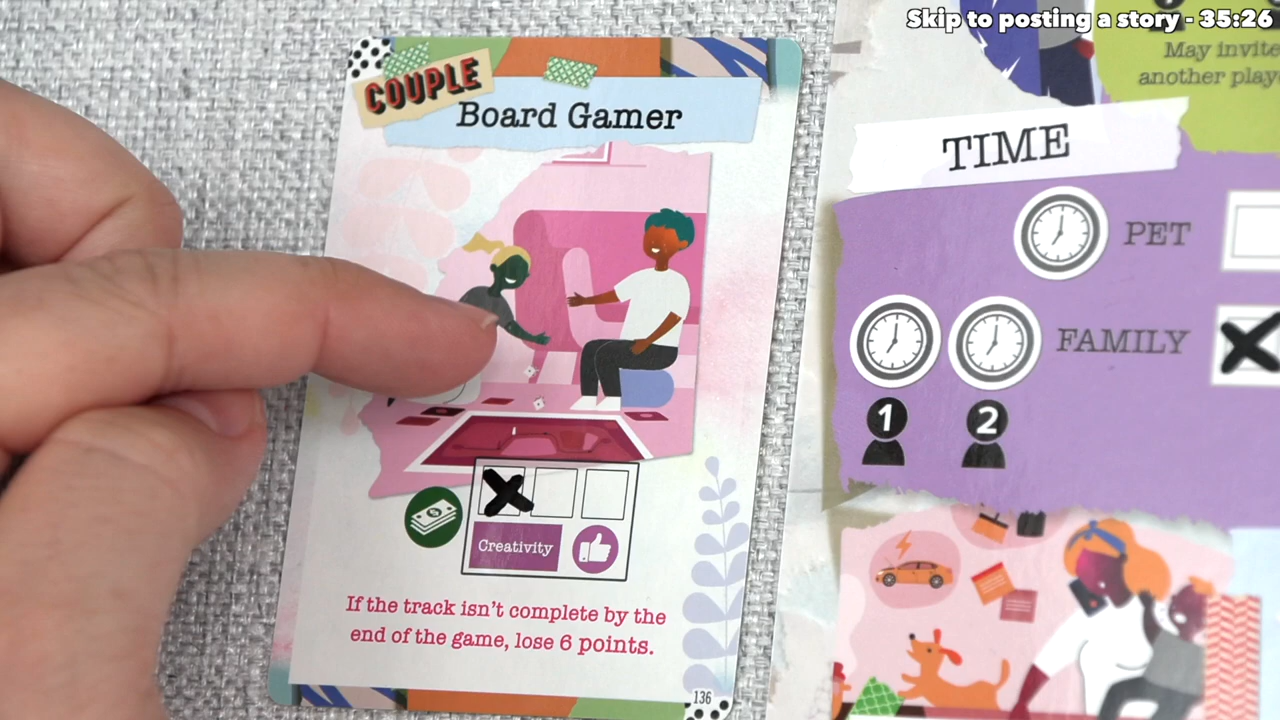 Skip to posting a story - 35:26
May invite
another play
COUPLE
Board Gamer
TIME
PET
FAMILY
1
2
Creativity
If the track isn't complete by the
end of the game, lose 6 points.
136